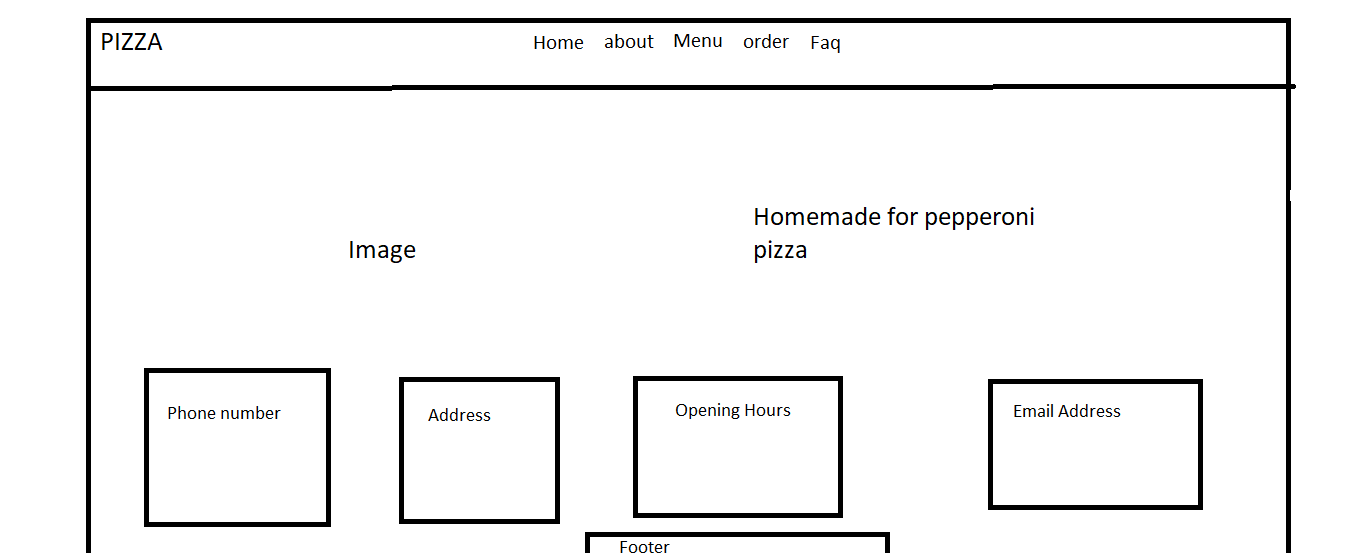 PIZZA
Home about Menu order Faq
Image
Homemade for pepperoni
pizza
Phone number
Address
Opening Hours
Email Address
Footer